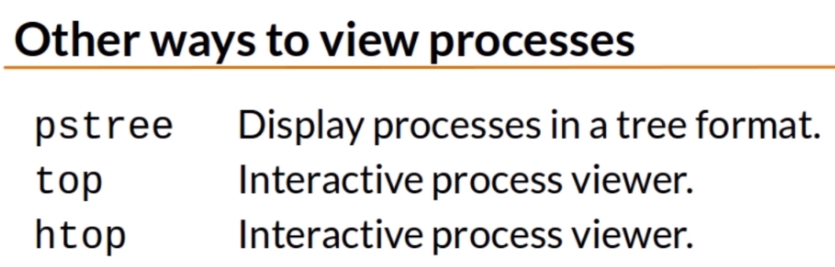 Other ways to view processes
pstree Display processes in a tree format.
top Interactive process viewer.
htop Interactive process viewer.